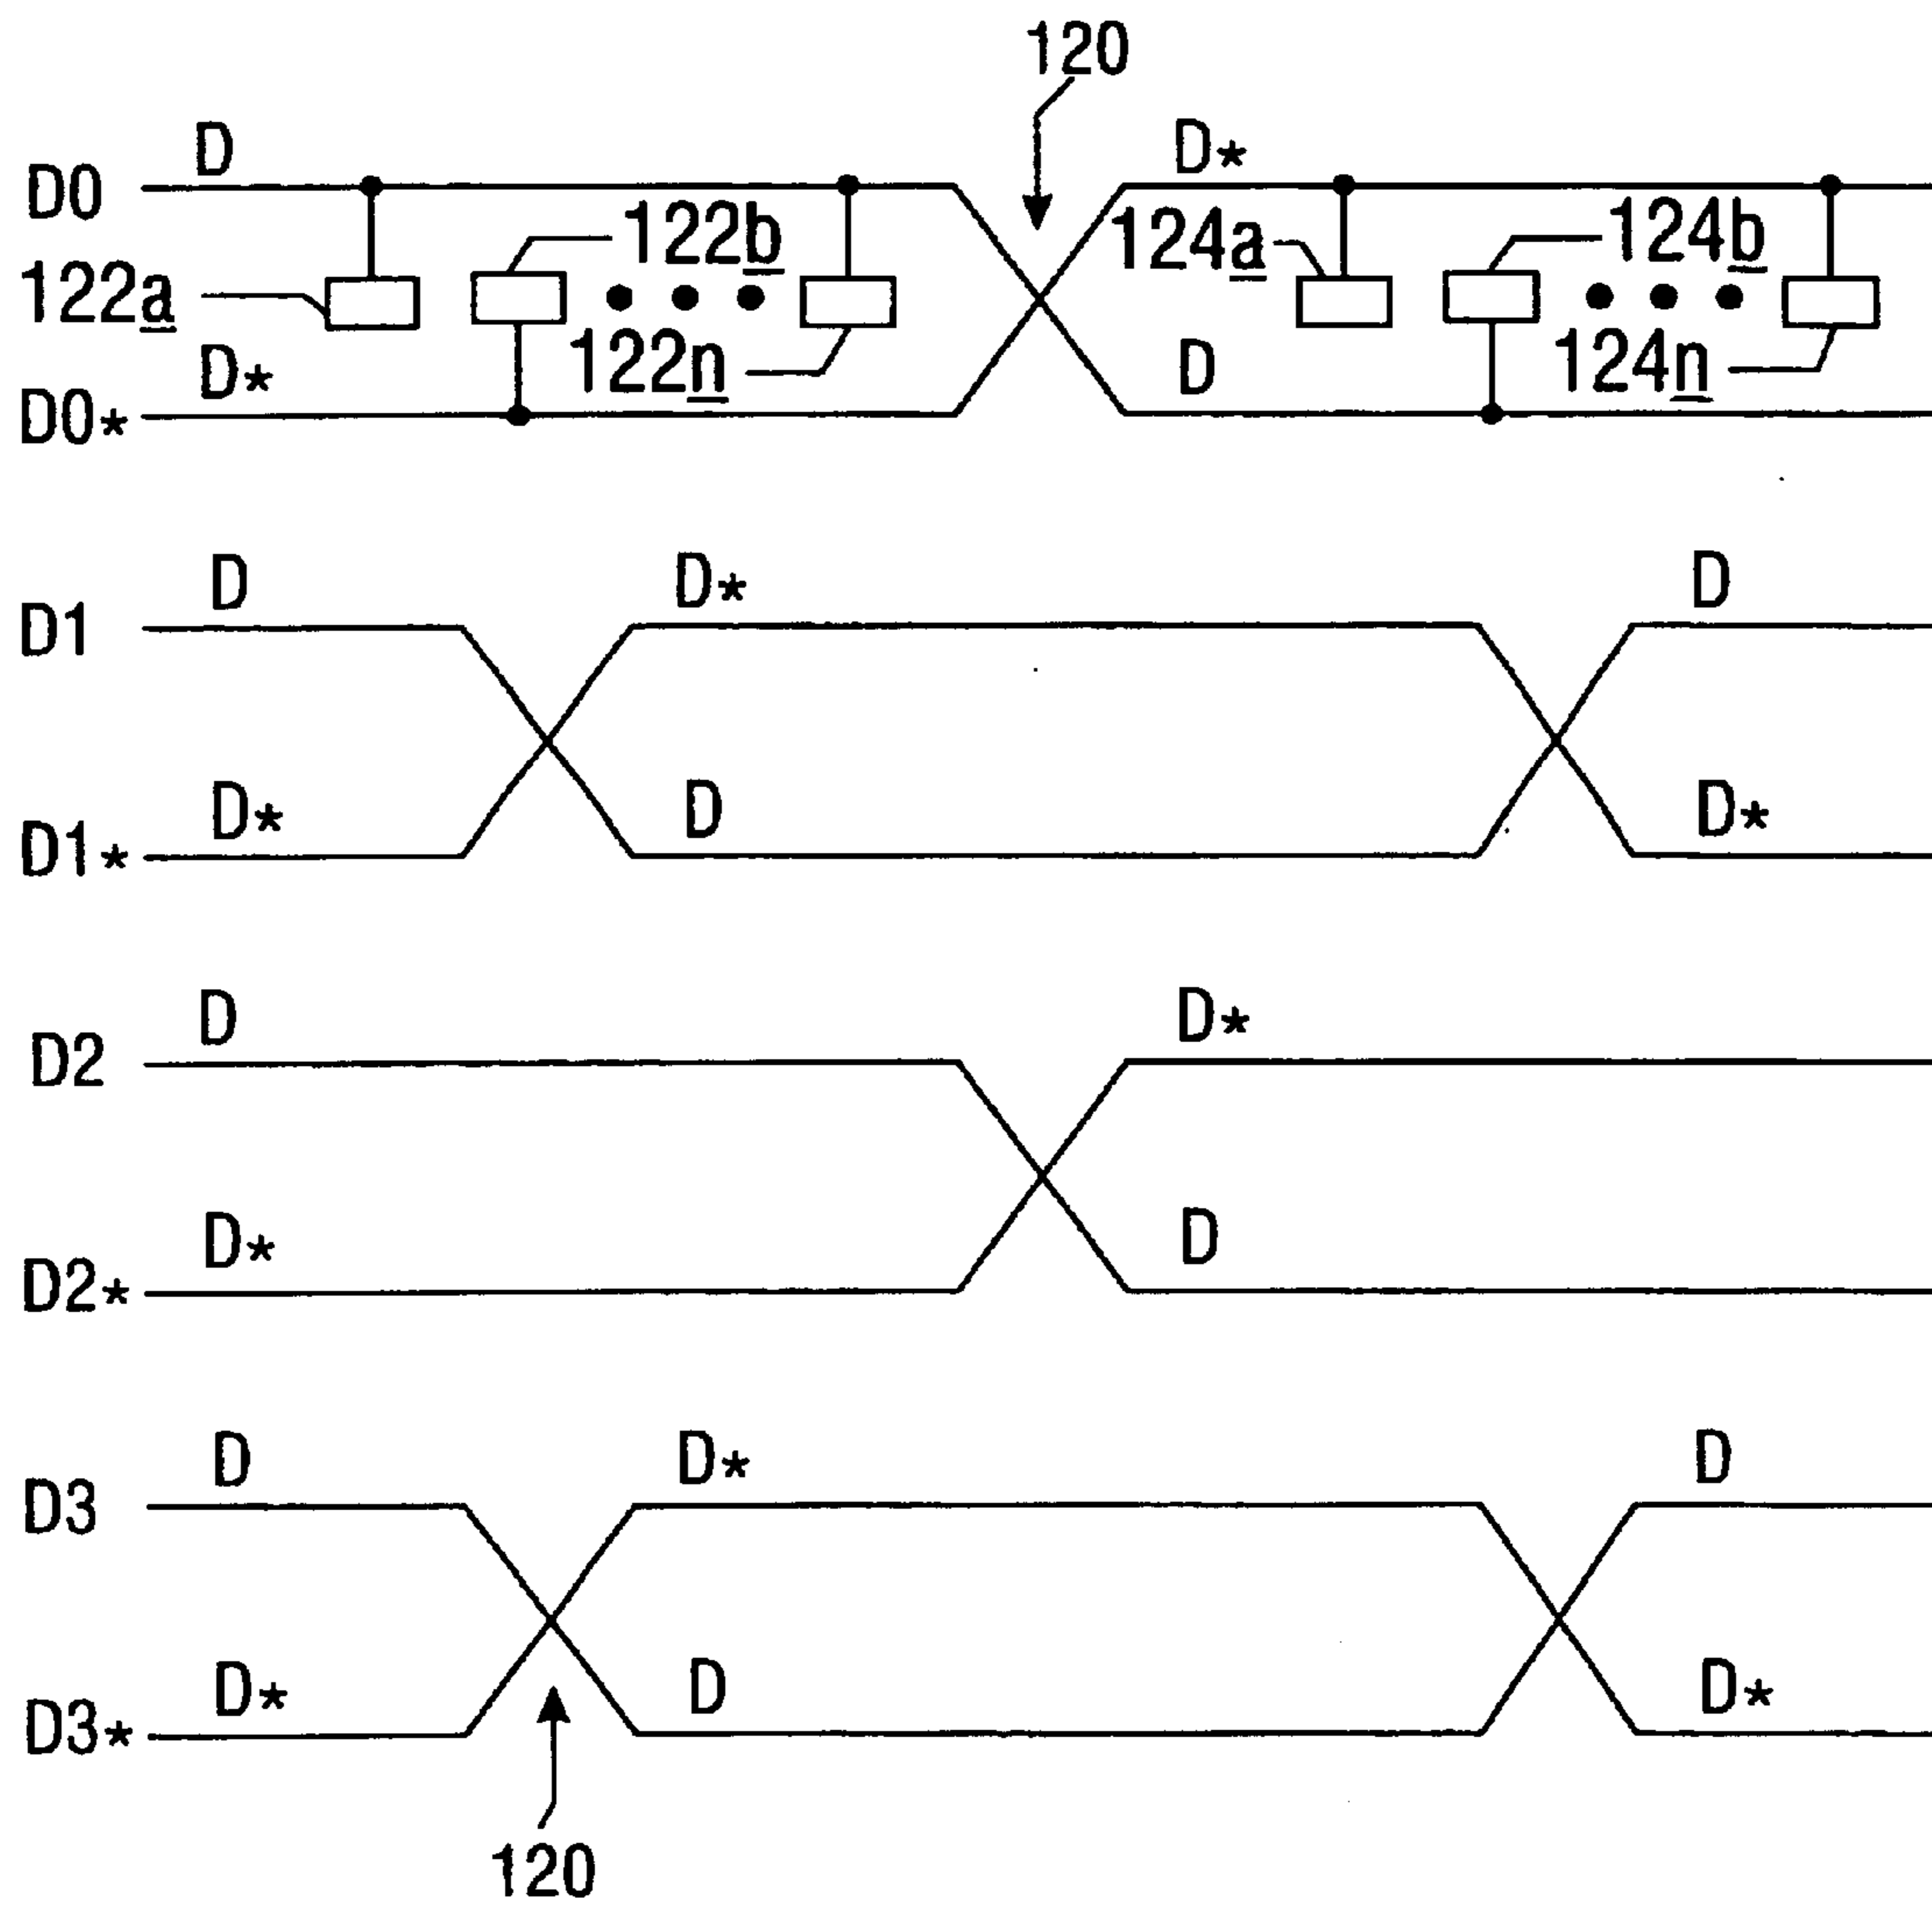 120
D D*
D0
122b 124a 124b
122a
122n 124n
D* D
D0*
D D* D
D1
D* D D*
D1*
D D*
D2
D* D
D2*
D D* D
D3
D* D D*
D3*
120